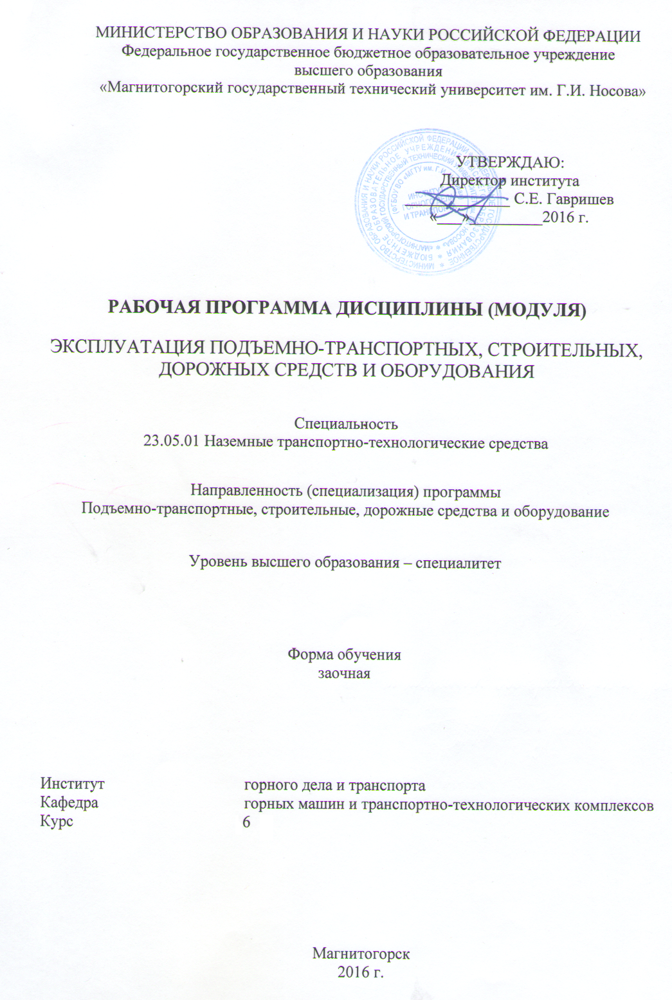 МИНИСТЕРСТВО ОБРАЗОВАНИЯ И НАУКИ РОССИЙСКОЙ ФЕДЕРАЦИИ
Федеральное государственное бюджетное образовательное учреждение
высшего образования
«Магнитогорский государственный технический университет им. Г.И. Носова»
УТВЕРЖДАЮ:
Директор института
_____________ С.Е. Гавришев
«___»_________2016 г.
РАБОЧАЯ ПРОГРАММА ДИСЦИПЛИНЫ (МОДУЛЯ)
ЭКСПЛУАТАЦИЯ ПОДЪЕМНО-ТРАНСПОРТНЫХ, СТРОИТЕЛЬНЫХ,
ДОРОЖНЫХ СРЕДСТВ И ОБОРУДОВАНИЯ
Специальность
23.05.01 Наземные транспортно-технологические средства
Направленность (специализация) программы
Подъемно-транспортные, строительные, дорожные средства и оборудование
Уровень высшего образования – специалитет
Форма обучения
заочная
Институт горного дела и транспорта
Кафедра горных машин и транспортно-технологических комплексов
Курс 6
Магнитогорск
2016 г.